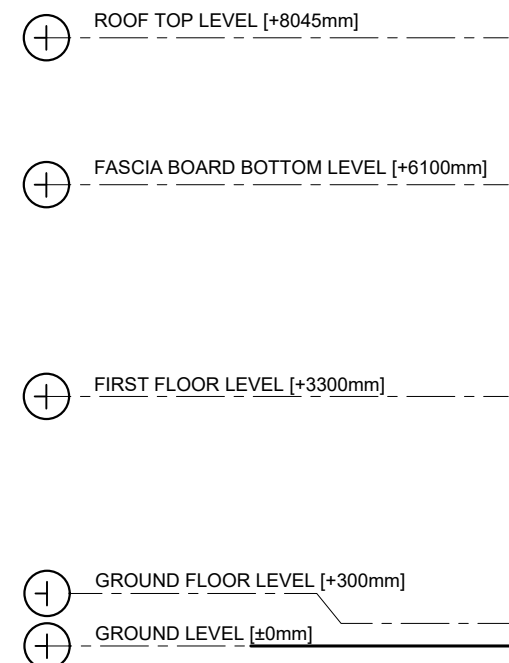 ROOF TOP LEVEL [+8045mm]
FASCIA BOARD BOTTOM LEVEL [+6100mm]
FIRST FLOOR LEVEL [+3300mm]
GROUND FLOOR LEVEL [+300mm]
GROUND LEVEL [±0mm]